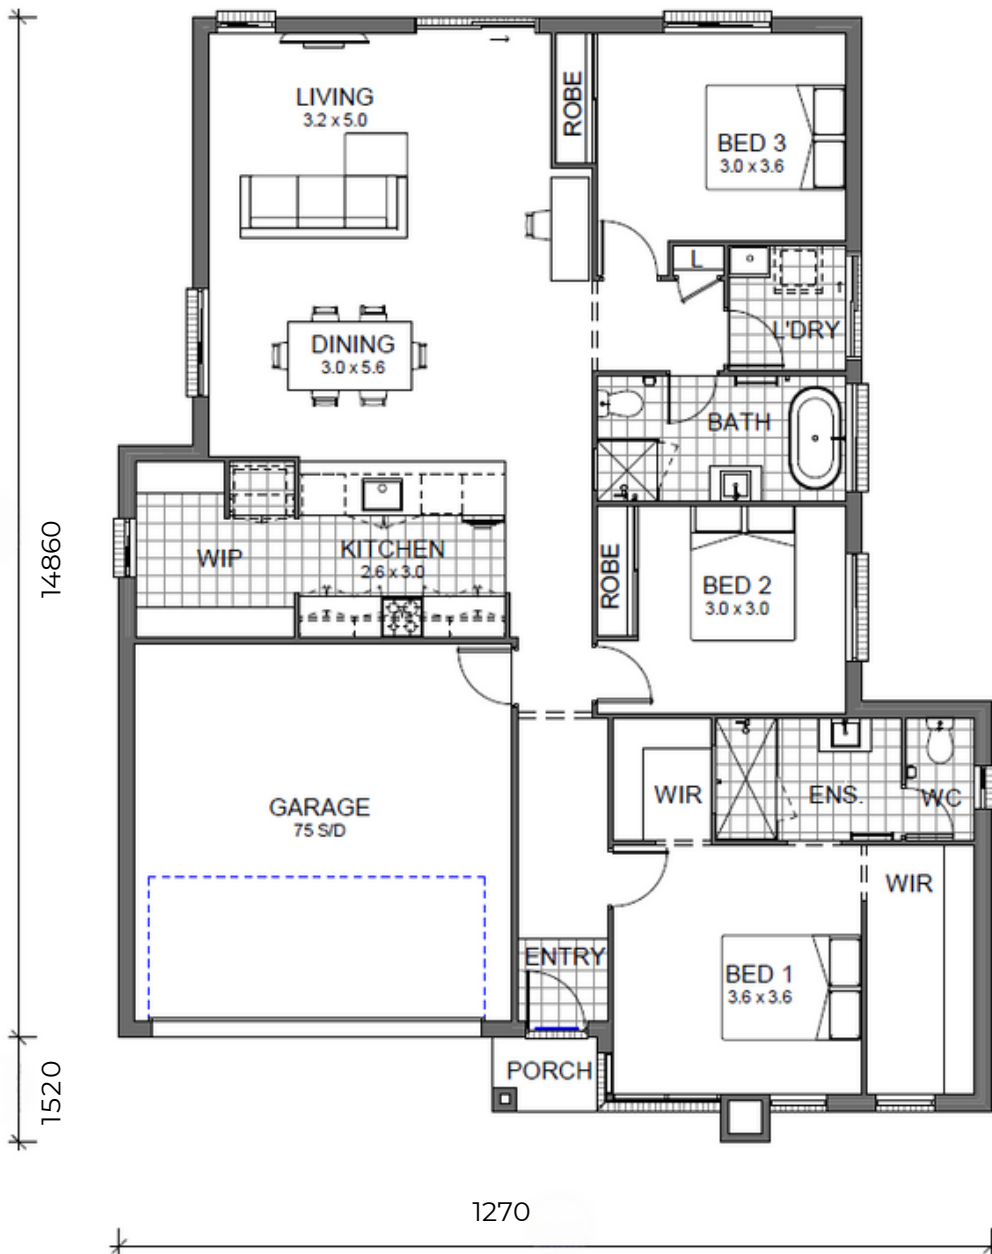 LIVING
3.2 x 5.0
ROBE
BED 3
3.0 x 3.6
L
L'DRY
DINING
3.0 x 5.6
BATH
14860
WIP
KITCHEN
2.6 x 3.0
ROBE
BED 2
3.0 x 3.0
GARAGE
75 S/D
WIR
ENS.
WC
WIR
ENTRY
BED 1
3.6 x 3.6
PORCH
1520
1270